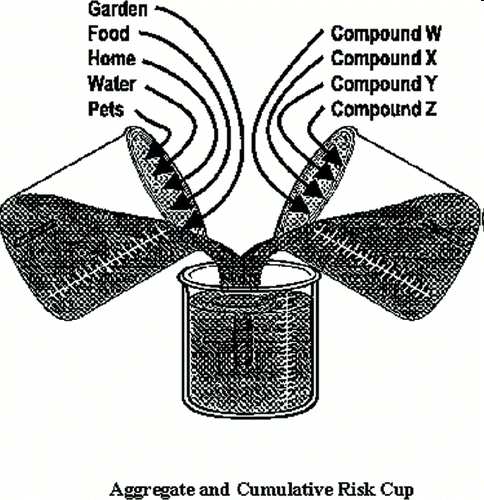 Garden
Food
Home
Water
Pets
Compound W
Compound X
Compound Y
Compound Z
Aggregate and Cumulative Risk Cup